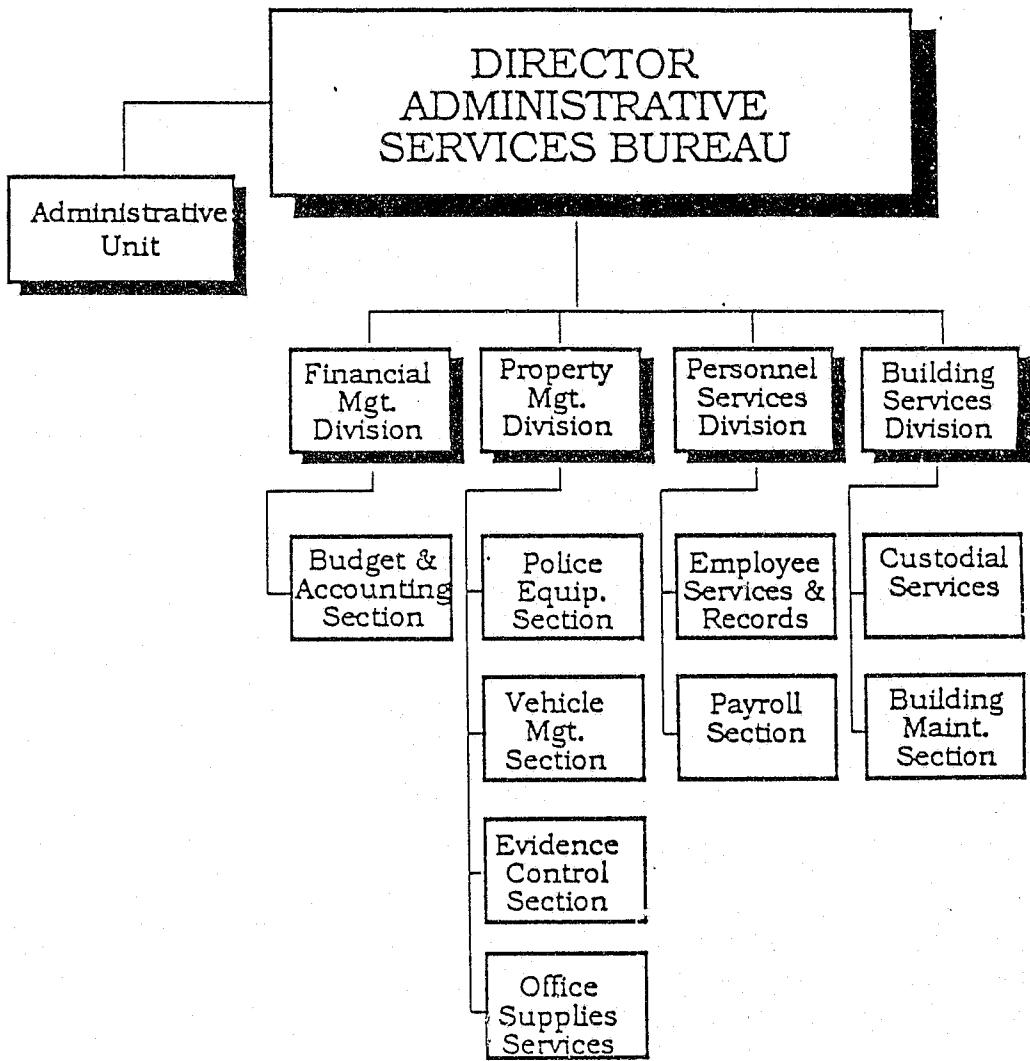 DIRECTOR
ADMINISTRATIVE
SERVICES BUREAU
Administrative
Unit
Financial
Mgt.
Division
Property
Mgt.
Division
Personnel
Services
Division
Building
Services
Division
Budget &
Accounting
Section
Police
Equip.
Section
Employee
Services &
Records
Custodial
Services
Vehicle
Mgt.
Section
Payroll
Section
Building
Maint.
Section
Evidence
Control
Section
Office
Supplies
Services